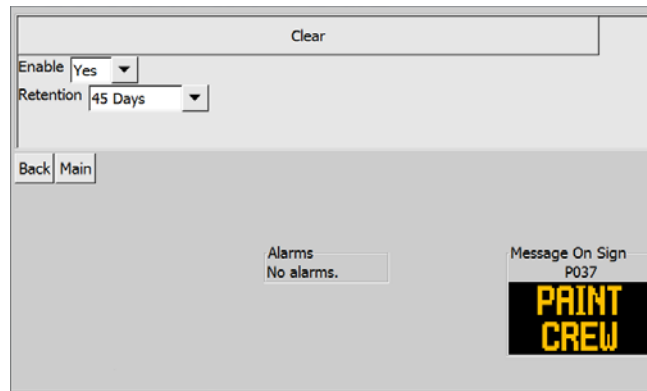 Clear
Enable Yes
Retention 45 Days
Back Main
Alarms
No alarms.
Message On Sign
P037
PAINT
CREW